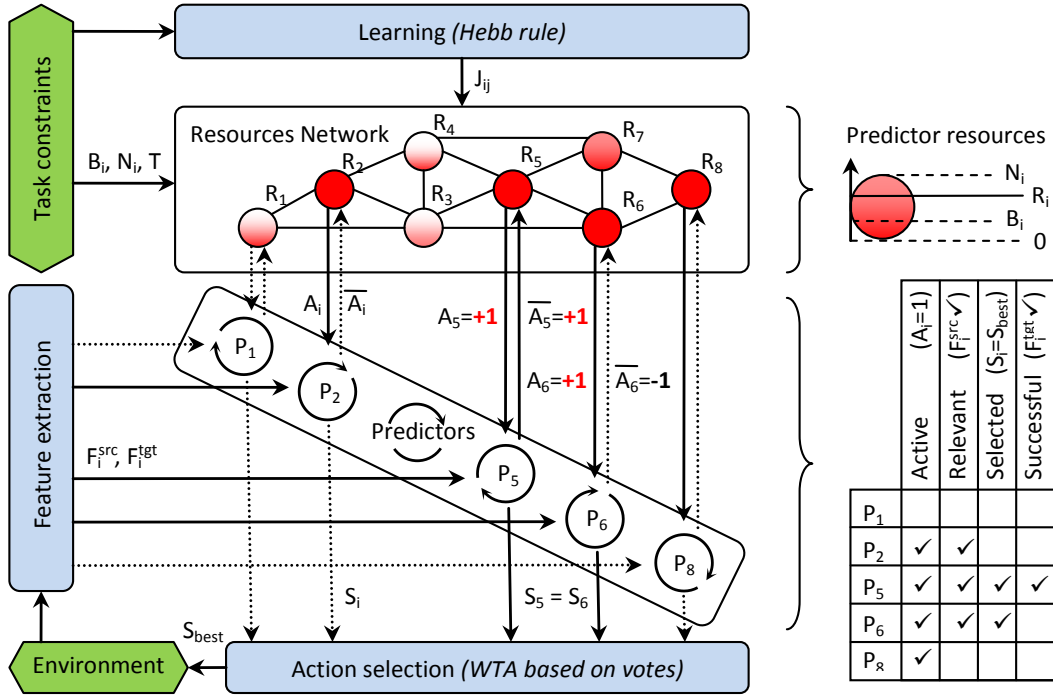 Task constraints
Learning (Hebb rule)
J_ij
Resources Network
B_i, N_i, T
R_1
R_2
R_3
R_4
R_5
R_6
R_7
R_8
Predictor resources
N_i
R_i
B_i
0
A_i
A̅_i
A_5=+1
A̅_5=+1
A_6=+1
A̅_6=-1
Feature extraction
F_i^src, F_i^tgt
P_1
P_2
Predictors
P_5
P_6
P_8
S_i
S_5 = S_6
S_best
Environment
Action selection (WTA based on votes)
Active (A_i=1)
Relevant (F_i^src ✓)
Selected (S_i=S_best)
Successful (F_i^tgt ✓)
P_1
P_2 ✓ ✓
P_5 ✓ ✓ ✓ ✓
P_6 ✓ ✓ ✓
P_8 ✓